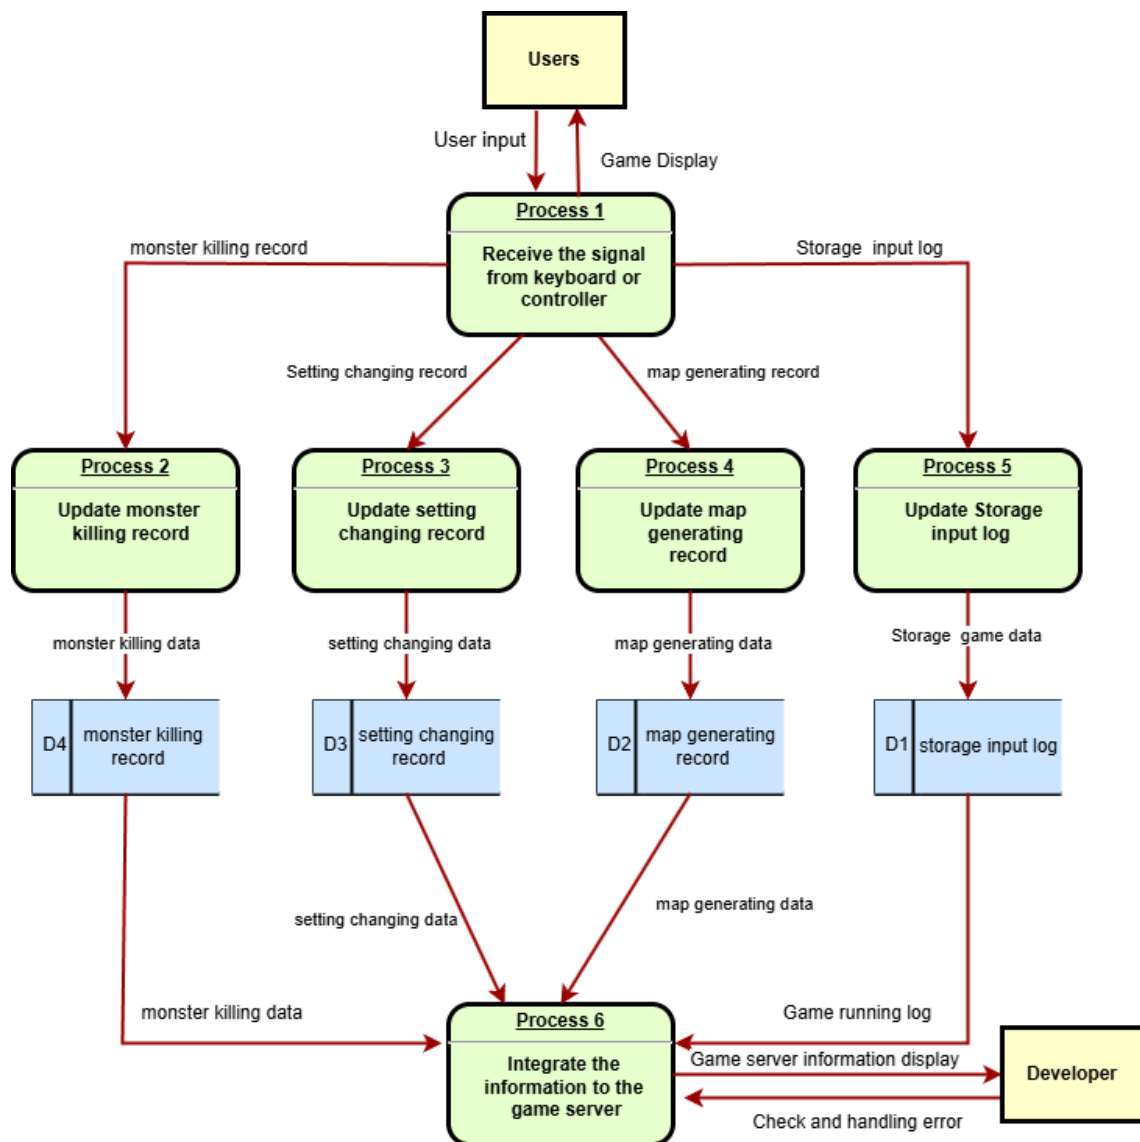 Users
User input
Game Display
Process 1
Receive the signal
from keyboard or
controller
monster killing record
Storage  input log
Setting changing record
map generating record
Process 2
Update monster
killing record
Process 3
Update setting
changing record
Process 4
Update map
generating
record
Process 5
Update Storage
input log
monster killing data
setting changing data
map generating data
Storage  game data
D4
monster killing
record
D3
setting changing
record
D2
map generating
record
D1
storage input log
setting changing data
map generating data
monster killing data
Game running log
Process 6
Integrate the
information to the
game server
Game server information display
Check and handling error
Developer